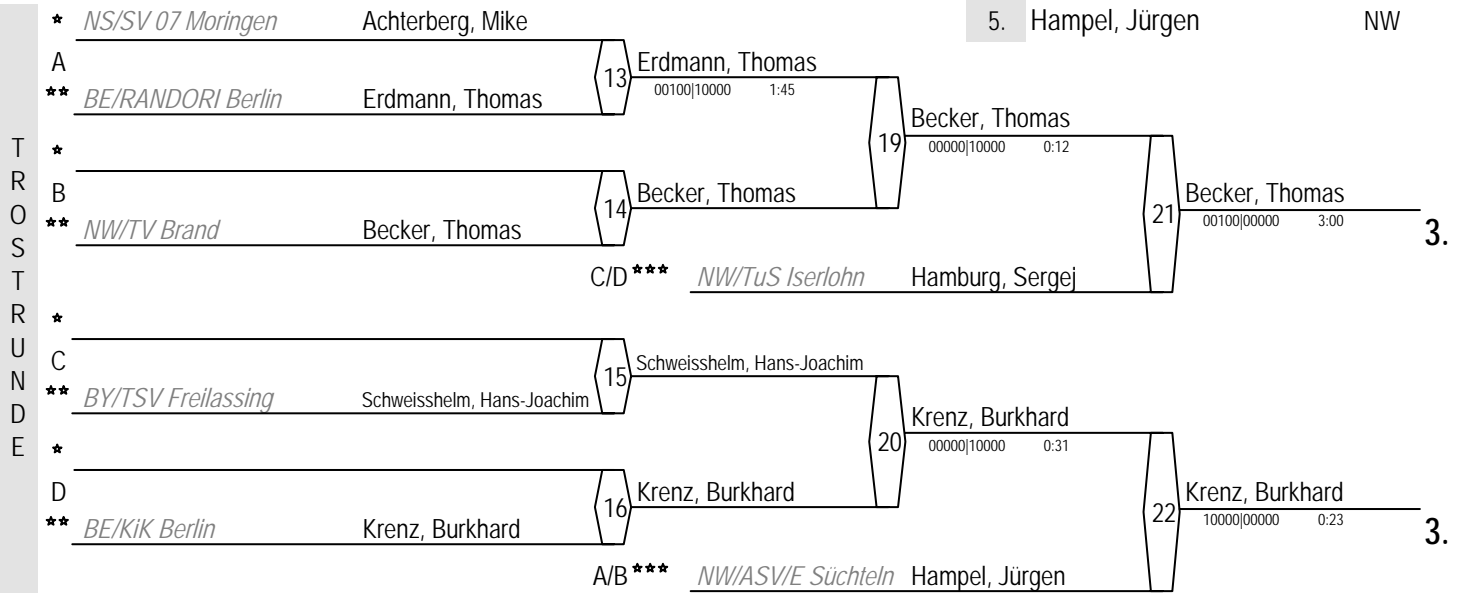 ★ NS/SV 07 Moringen Achterberg, Mike
5. Hampel, Jürgen NW
A
13 Erdmann, Thomas
00100|10000 1:45
★★ BE/RANDORI Berlin Erdmann, Thomas
19 Becker, Thomas
00000|10000 0:12
TROSTRUNDE
★
B
14 Becker, Thomas
★★ NW/TV Brand Becker, Thomas
21 Becker, Thomas
00100|00000 3:00
3.
C/D ★★★ NW/TuS Iserlohn Hamburg, Sergej
★
C
15 Schweisshelm, Hans-Joachim
★★ BY/TSV Freilassing Schweisshelm, Hans-Joachim
20 Krenz, Burkhard
00000|10000 0:31
★
D
16 Krenz, Burkhard
★★ BE/KiK Berlin Krenz, Burkhard
22 Krenz, Burkhard
10000|00000 0:23
3.
A/B ★★★ NW/ASV/E Süchteln Hampel, Jürgen